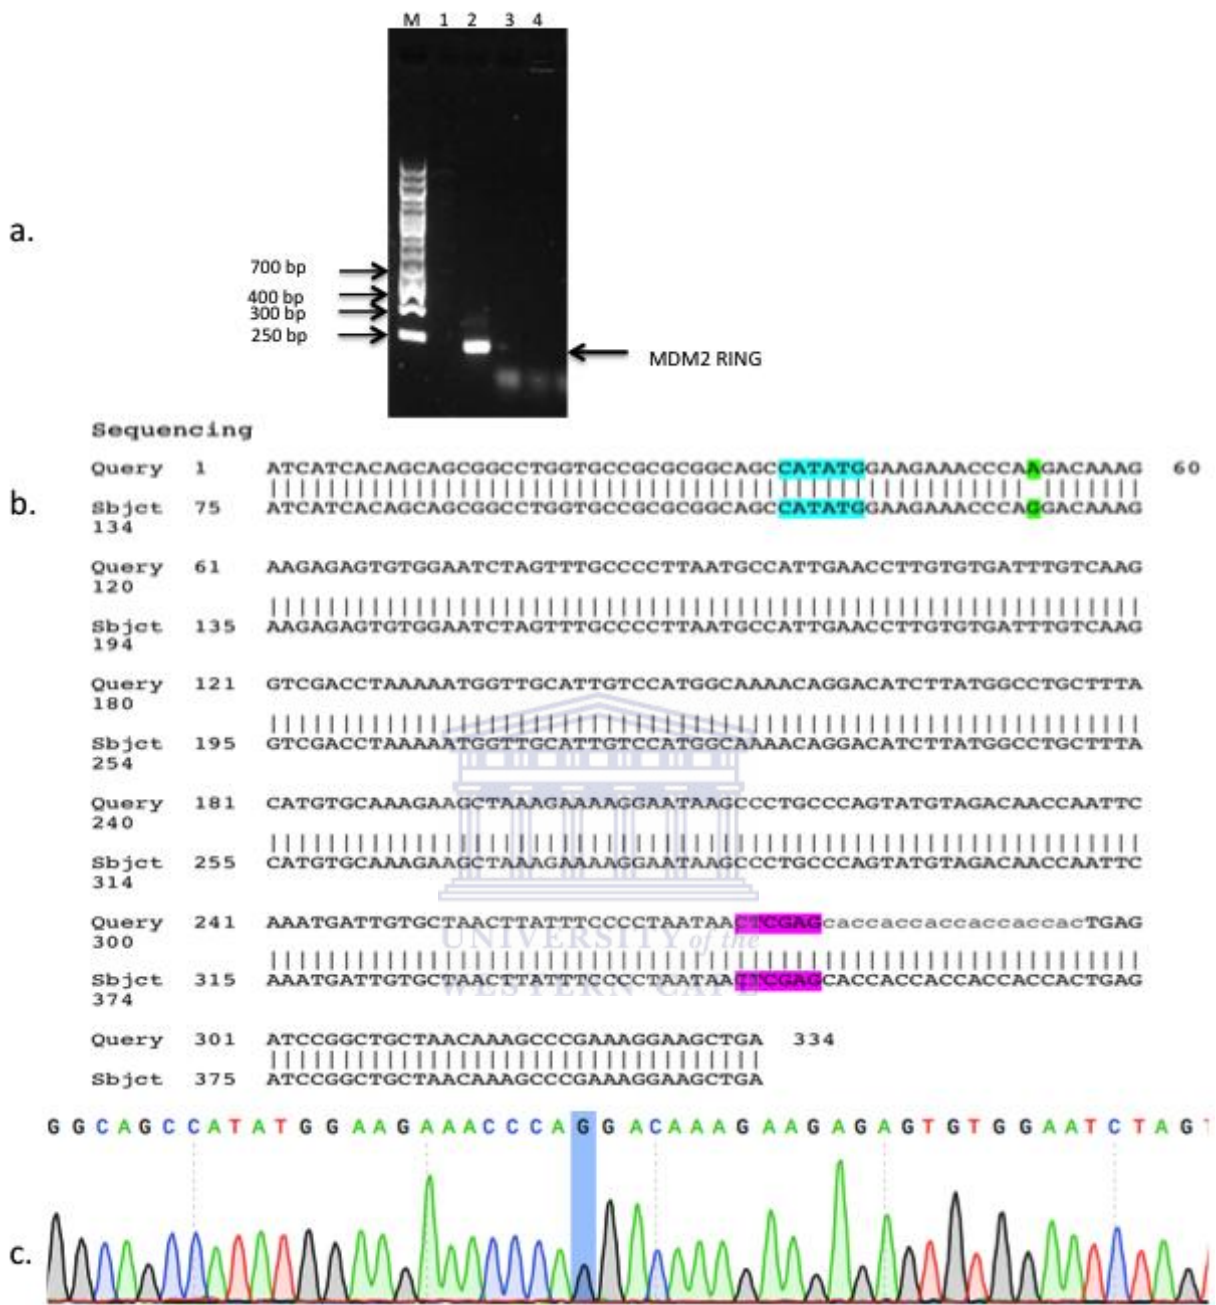 M 1 2 3 4
a.
700 bp
400 bp
300 bp
250 bp
MDM2 RING
Sequencing
Query 1 ATCATCACAGCAGCGGCCTGGTGCCGCGCGGCAGCCATATGGAAGAAACCCAAGACAAAG 60
b.
Sbjct 75 ATCATCACAGCAGCGGCCTGGTGCCGCGCGGCAGCCATATGGAAGAAACCCAGGACAAAG
134
Query 61 AAGAGAGTGTGGAATCTAGTTTGCCCCTTAATGCCATTGAACCTTGTGTGATTTGTCAAG
120
Sbjct 135 AAGAGAGTGTGGAATCTAGTTTGCCCCTTAATGCCATTGAACCTTGTGTGATTTGTCAAG
194
Query 121 GTCGACCTAAAAATGGTTGCATTGTCCATGGCAAAACAGGACATCTTATGGCCTGCTTTA
180
Sbjct 195 GTCGACCTAAAAATGGTTGCATTGTCCATGGCAAAACAGGACATCTTATGGCCTGCTTTA
254
Query 181 CATGTGCAAAGAAGCTAAAGAAAAGGAATAAGCCCTGCCCAGTATGTAGACAACCAATTC
240
Sbjct 255 CATGTGCAAAGAAGCTAAAGAAAAGGAATAAGCCCTGCCCAGTATGTAGACAACCAATTC
314
Query 241 AAATGATTGTGCTAACTTATTTCCCCTAATAACTCGAGcaccaccaccaccaccacTGAG
300
UNIVERSITY of the
Sbjct 315 AAATGATTGTGCTAACTTATTTCCCCTAATAATTCGAGCACCACCACCACCACCACTGAG
WESTERN CAPE
374
Query 301 ATCCGGCTGCTAACAAAGCCCGAAAGGAAGCTGA 334
Sbjct 375 ATCCGGCTGCTAACAAAGCCCGAAAGGAAGCTGA
GGCAGCCATATGGAAGAAACCCAGGACAAAGAAGAGAGTGTGGAATCTAG
c.